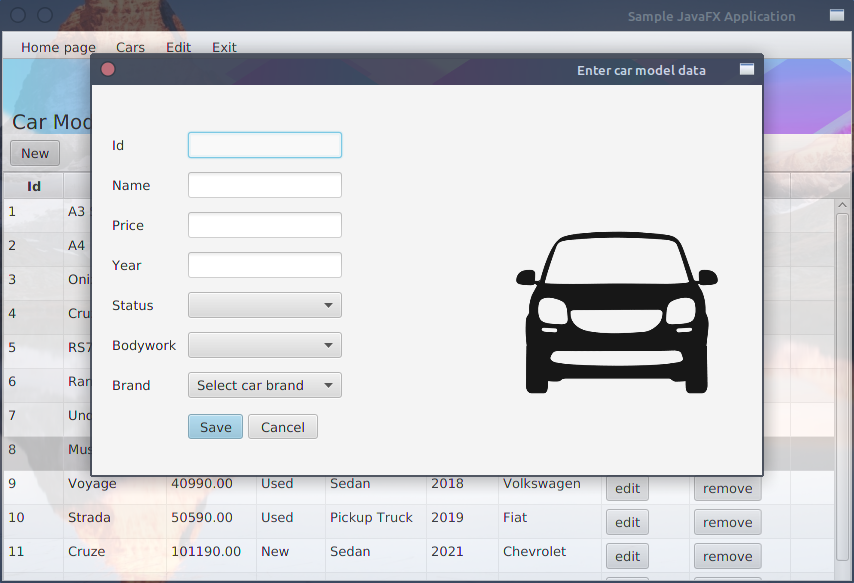 Sample JavaFX Application
Home page Cars Edit Exit
Enter car model data
Car Mod
New
Id
Id
Name
Price
Year
Status
Bodywork
Brand Select car brand
Save Cancel
1 A3
2 A4
3 Oni
4 Cru
5 RS7
6 Ran
7 Uno
8 Mus
9 Voyage 40990.00 Used Sedan 2018 Volkswagen edit remove
10 Strada 50590.00 Used Pickup Truck 2019 Fiat edit remove
11 Cruze 101190.00 New Sedan 2021 Chevrolet edit remove